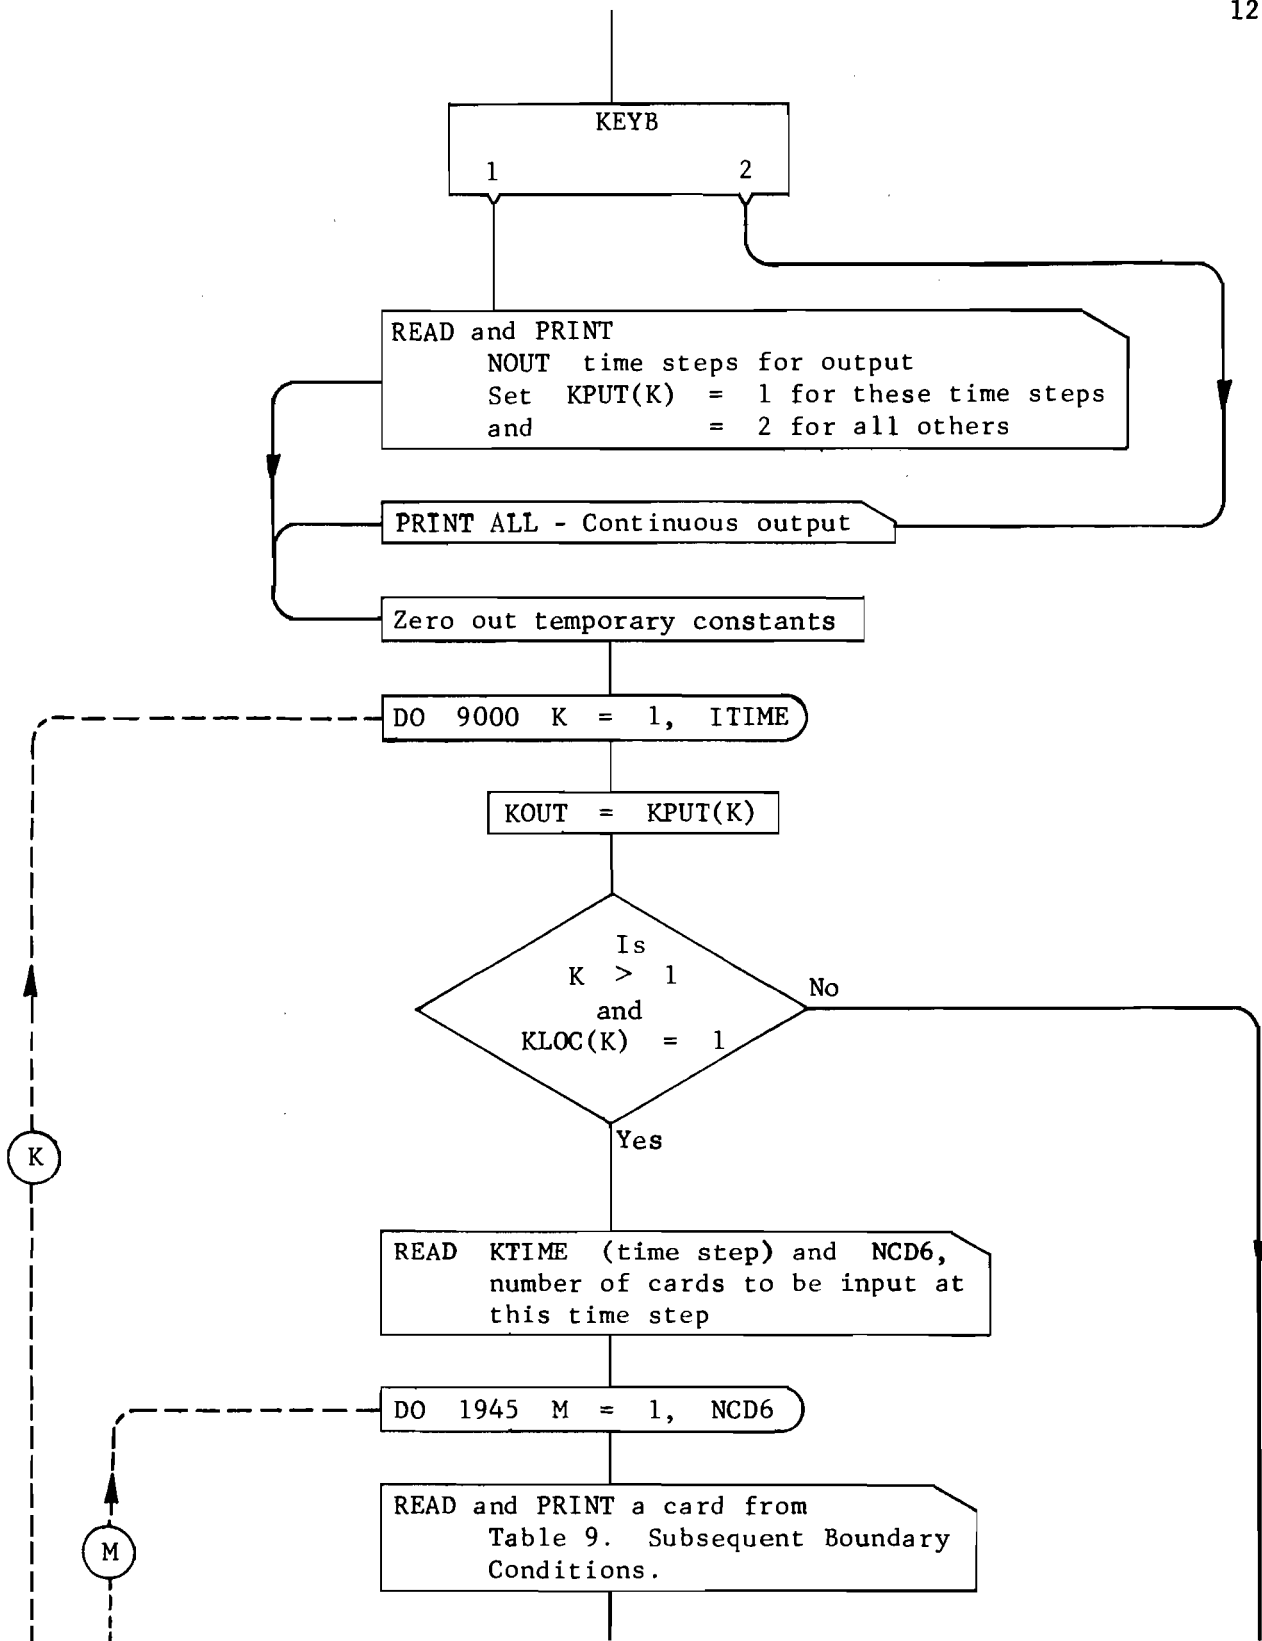 12
KEYB
1 2
READ and PRINT
NOUT time steps for output
Set KPUT(K) = 1 for these time steps
and = 2 for all others
PRINT ALL - Continuous output
Zero out temporary constants
DO 9000 K = 1, ITIME
KOUT = KPUT(K)
Is
K > 1
and
KLOC(K) = 1
No
Yes
K
READ KTIME (time step) and NCD6,
number of cards to be input at
this time step
DO 1945 M = 1, NCD6
READ and PRINT a card from
Table 9. Subsequent Boundary
Conditions.
M